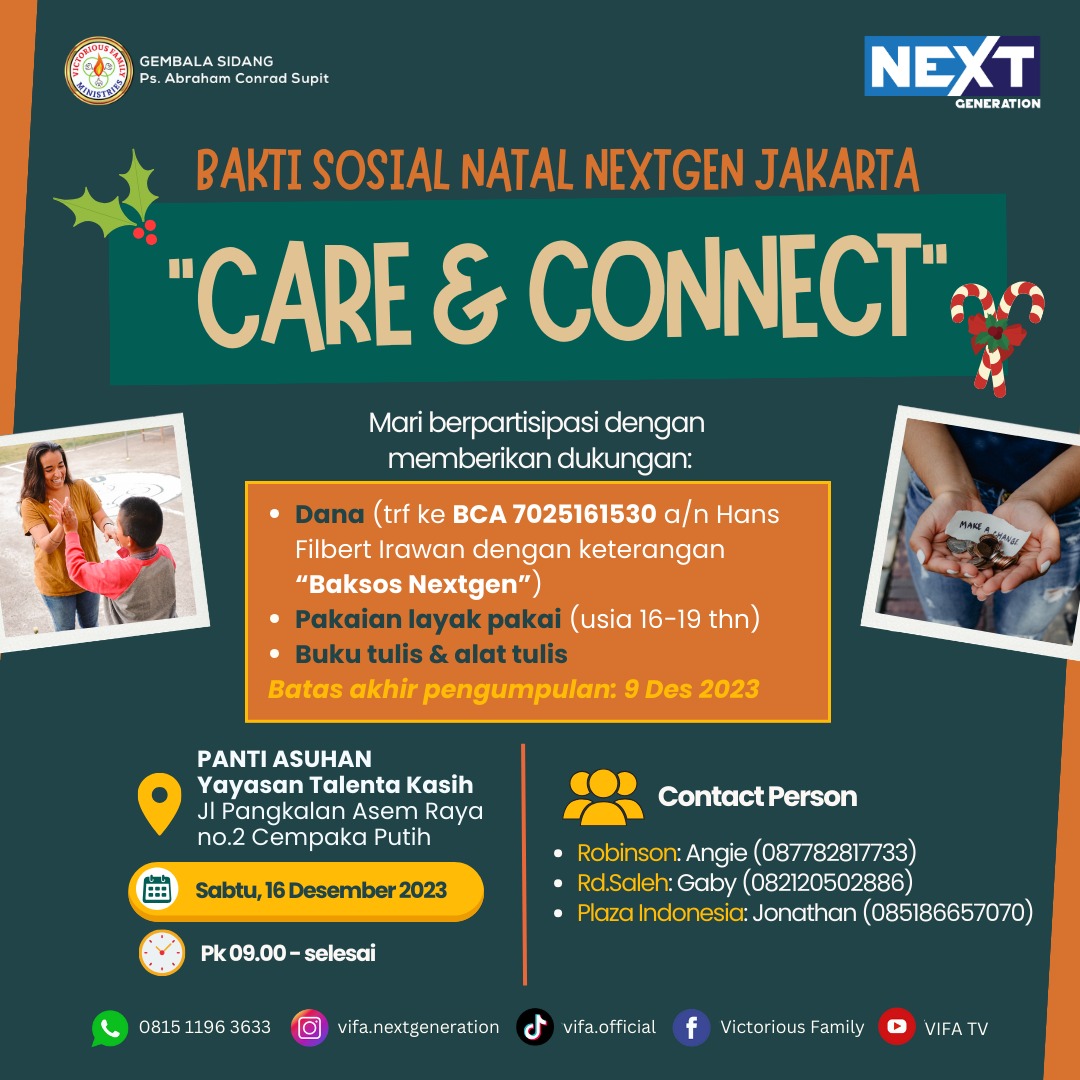 VICTORIOUS FAMILY
MINISTRIES
GEMBALA SIDANG
Ps. Abraham Conrad Supit
NEXT
GENERATION
BAKTI SOSIAL NATAL NEXTGEN JAKARTA
"CARE & CONNECT"
Mari berpartisipasi dengan
memberikan dukungan:
• Dana (trf ke BCA 7025161530 a/n Hans
Filbert Irawan dengan keterangan
“Baksos Nextgen”)
• Pakaian layak pakai (usia 16-19 thn)
• Buku tulis & alat tulis
Batas akhir pengumpulan: 9 Des 2023
MAKE A CHANGE
PANTI ASUHAN
Yayasan Talenta Kasih
Jl Pangkalan Asem Raya
no.2 Cempaka Putih
Sabtu, 16 Desember 2023
Pk 09.00 - selesai
Contact Person
• Robinson: Angie (087782817733)
• Rd.Saleh: Gaby (082120502886)
• Plaza Indonesia: Jonathan (085186657070)
0815 1196 3633
vifa.nextgeneration
vifa.official
Victorious Family
VIFA TV